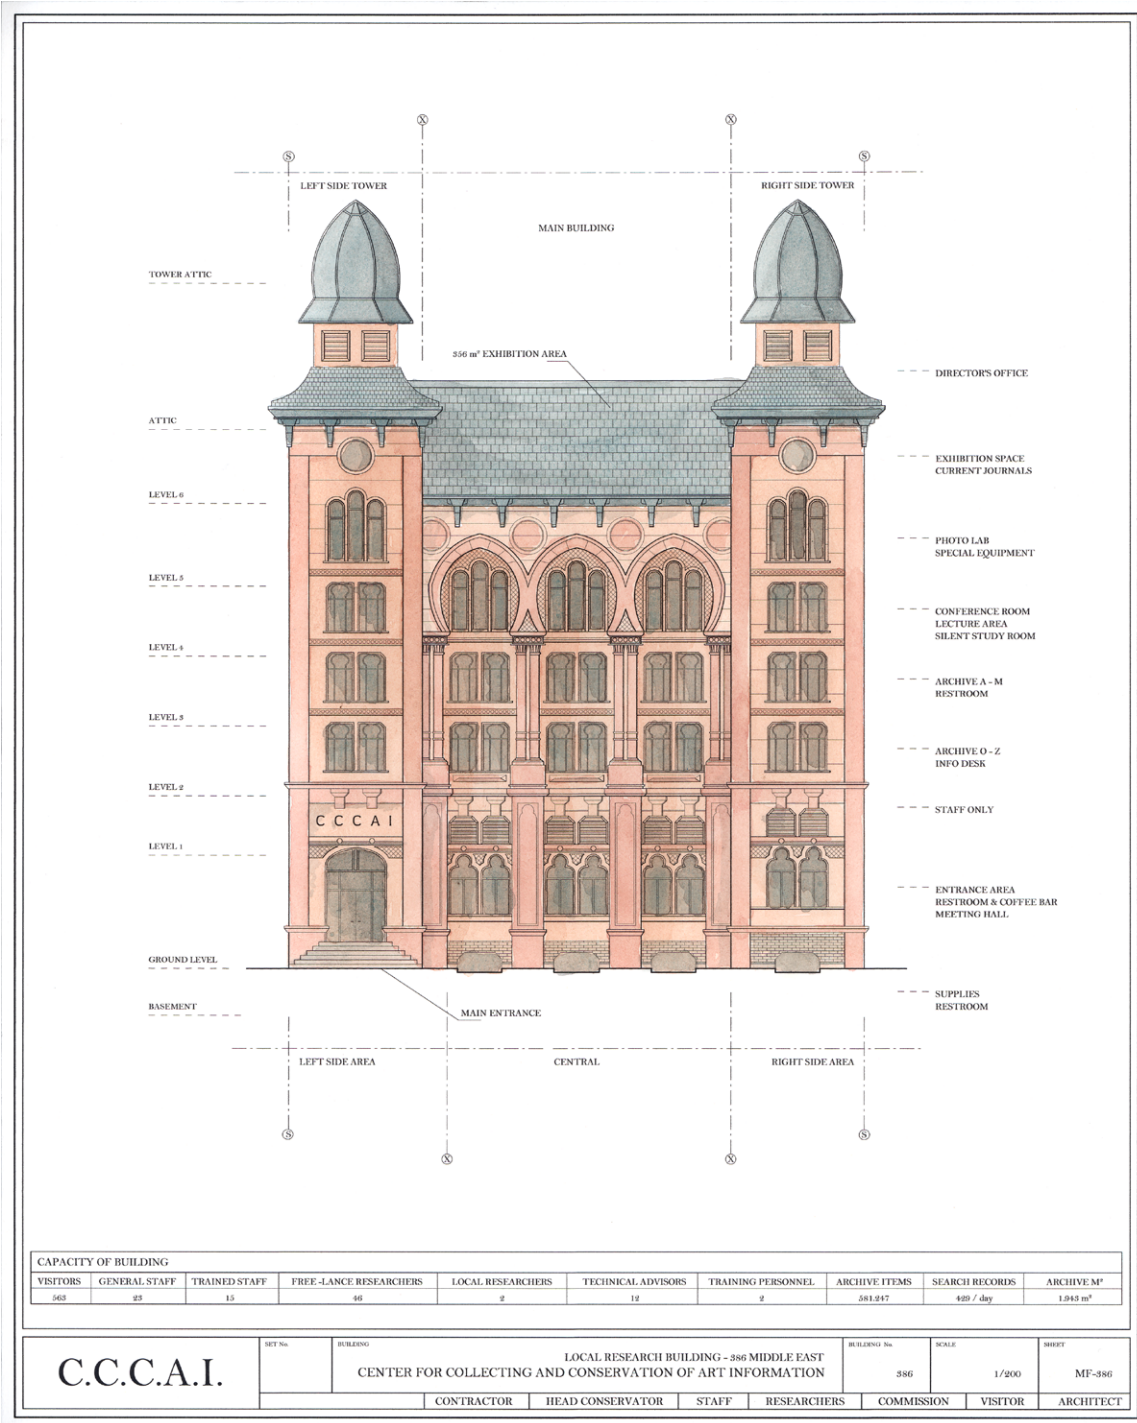 X
X
S
S
LEFT SIDE TOWER
RIGHT SIDE TOWER
MAIN BUILDING
TOWER ATTIC
356 m² EXHIBITION AREA
DIRECTOR'S OFFICE
ATTIC
EXHIBITION SPACE
CURRENT JOURNALS
LEVEL 6
PHOTO LAB
SPECIAL EQUIPMENT
LEVEL 5
CONFERENCE ROOM
LECTURE AREA
SILENT STUDY ROOM
LEVEL 4
ARCHIVE A - M
RESTROOM
LEVEL 3
ARCHIVE O - Z
INFO DESK
LEVEL 2
STAFF ONLY
CCCAI
LEVEL 1
ENTRANCE AREA
RESTROOM & COFFEE BAR
MEETING HALL
GROUND LEVEL
BASEMENT
SUPPLIES
RESTROOM
MAIN ENTRANCE
LEFT SIDE AREA
CENTRAL
RIGHT SIDE AREA
S
S
X
X
CAPACITY OF BUILDING
VISITORS GENERAL STAFF TRAINED STAFF FREE-LANCE RESEARCHERS LOCAL RESEARCHERS TECHNICAL ADVISORS TRAINING PERSONNEL ARCHIVE ITEMS SEARCH RECORDS ARCHIVE M²
563 23 15 46 2 12 2 581.247 429 / day 1.943 m²
C.C.C.A.I.
SET No.
BUILDING
LOCAL RESEARCH BUILDING - 386 MIDDLE EAST
CENTER FOR COLLECTING AND CONSERVATION OF ART INFORMATION
BUILDING No.
386
SCALE
1/200
SHEET
MF-386
CONTRACTOR HEAD CONSERVATOR STAFF RESEARCHERS COMMISSION VISITOR ARCHITECT